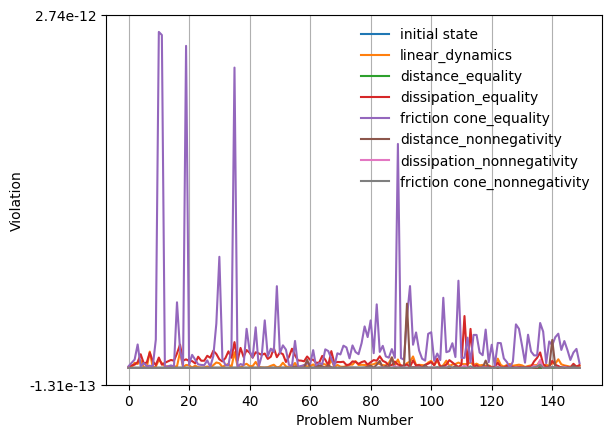 2.74e-12
initial state
linear_dynamics
distance_equality
dissipation_equality
friction cone_equality
distance_nonnegativity
dissipation_nonnegativity
friction cone_nonnegativity
Violation
-1.31e-13
0 20 40 60 80 100 120 140
Problem Number